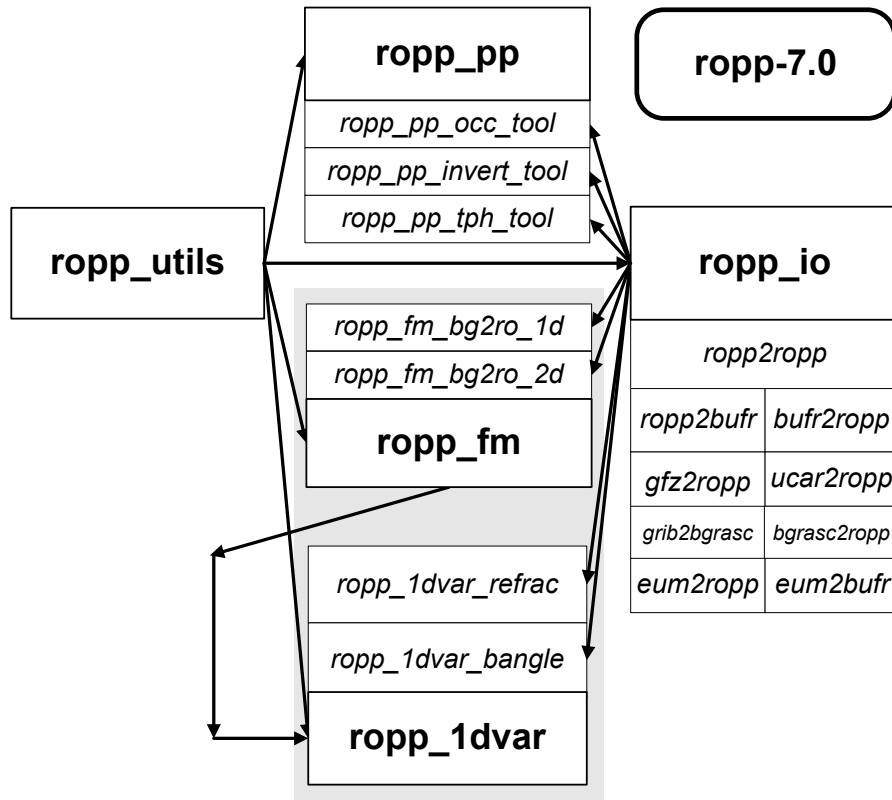 ropp_pp
ropp-7.0
ropp_pp_occ_tool
ropp_pp_invert_tool
ropp_pp_tph_tool
ropp_utils
ropp_io
ropp_fm_bg2ro_1d
ropp_fm_bg2ro_2d
ropp_fm
ropp2ropp
ropp2bufr
bufr2ropp
gfz2ropp
ucar2ropp
grib2bgrasc
bgrasc2ropp
eum2ropp
eum2bufr
ropp_1dvar_refrac
ropp_1dvar_bangle
ropp_1dvar